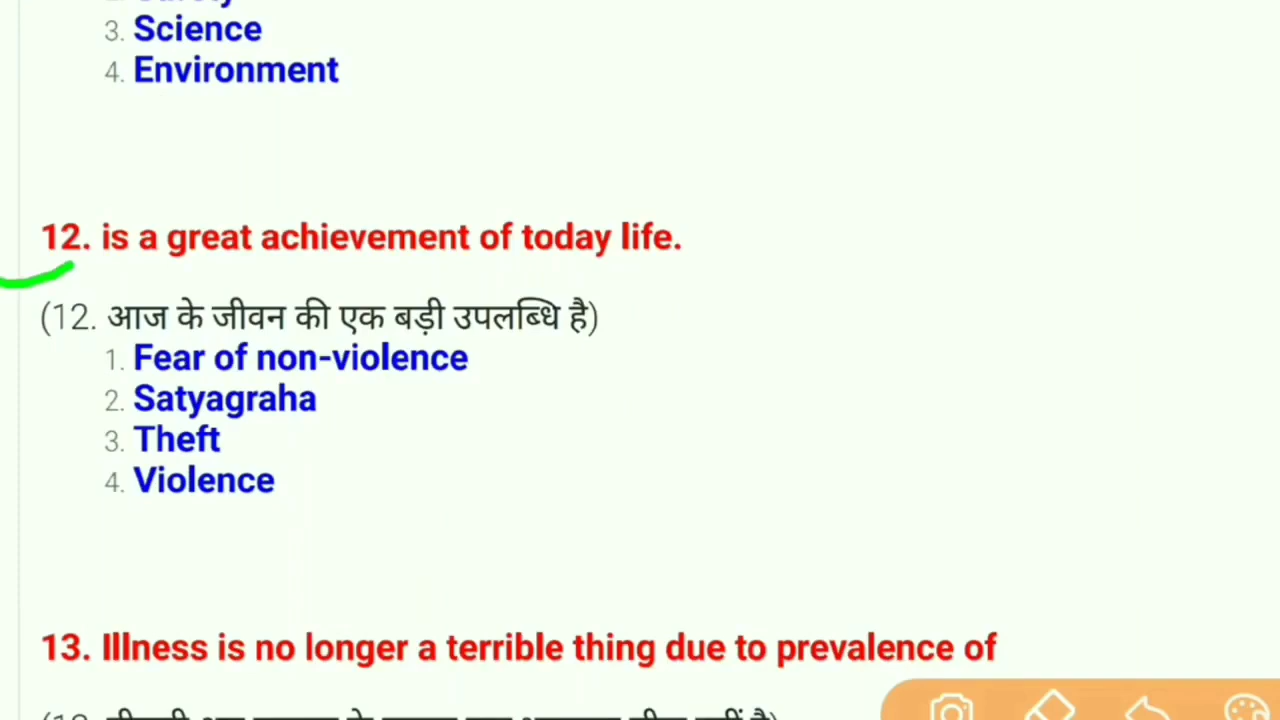 3. Science
4. Environment
12. is a great achievement of today life.
(12. आज के जीवन की एक बड़ी उपलब्धि है)
1. Fear of non-violence
2. Satyagraha
3. Theft
4. Violence
13. Illness is no longer a terrible thing due to prevalence of